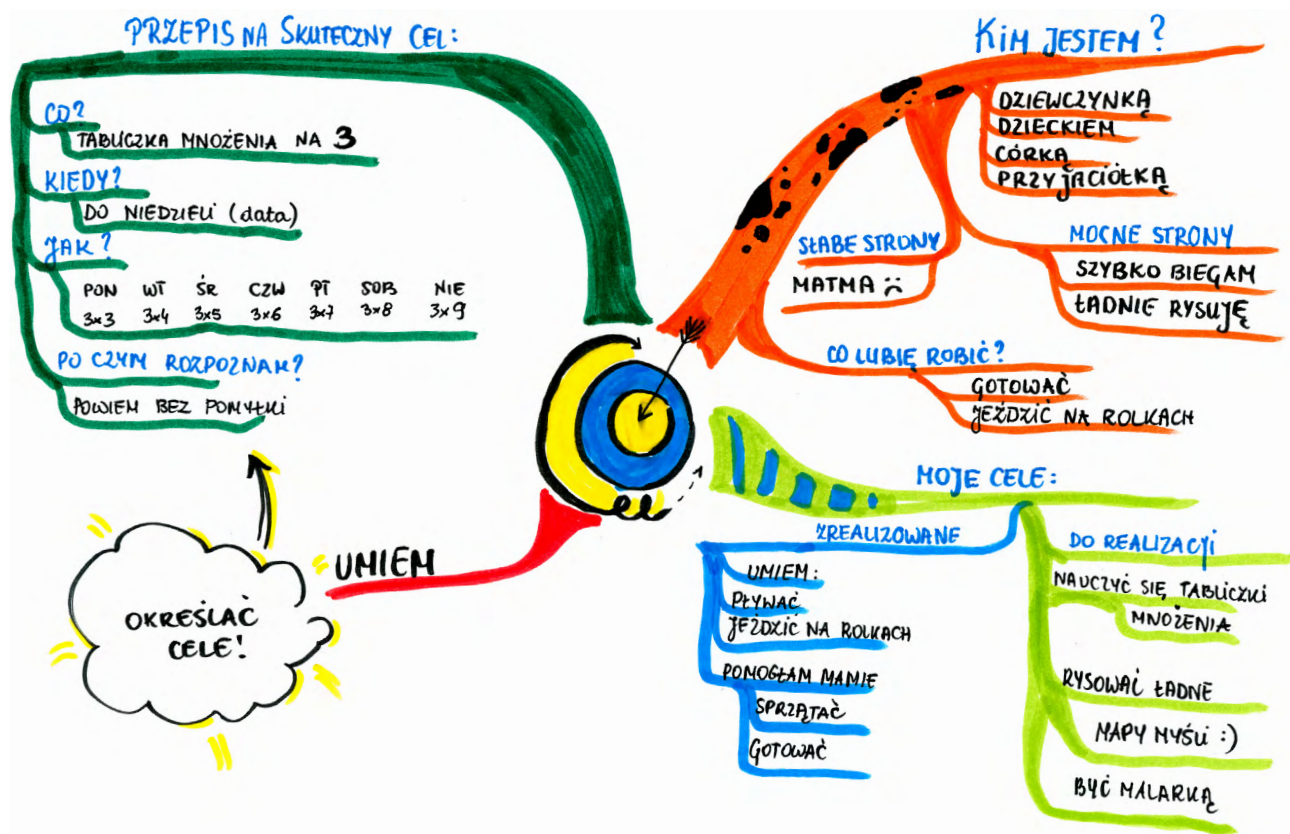 PRZEPIS NA SKUTECZNY CEL:
CO?
TABLICZKA MNOŻENIA NA 3
KIEDY?
DO NIEDZIELI (data)
JAK?
PON WT ŚR CZW PT SOB NIE
3x3 3x4 3x5 3x6 3x7 3x8 3x9
PO CZYM ROZPOZNAM?
POWIEM BEZ POMYŁKI
KIM JESTEM?
DZIEWCZYNKĄ
DZIECKIEM
CÓRKĄ
PRZYJACIÓŁKĄ
SŁABE STRONY
MATMA :(
MOCNE STRONY
SZYBKO BIEGAM
ŁADNIE RYSUJĘ
CO LUBIĘ ROBIĆ?
GOTOWAĆ
JEŹDZIĆ NA ROLKACH
MOJE CELE:
ZREALIZOWANE
UMIEM:
PŁYWAĆ
JEŹDZIĆ NA ROLKACH
POMOGŁAM MAMIE
SPRZĄTAĆ
GOTOWAĆ
DO REALIZACJI
NAUCZYĆ SIĘ TABLICZKI
MNOŻENIA
RYSOWAĆ ŁADNE
MAPY MYŚLI :)
BYĆ MALARKĄ
UMIEM
OKREŚLAĆ
CELE!